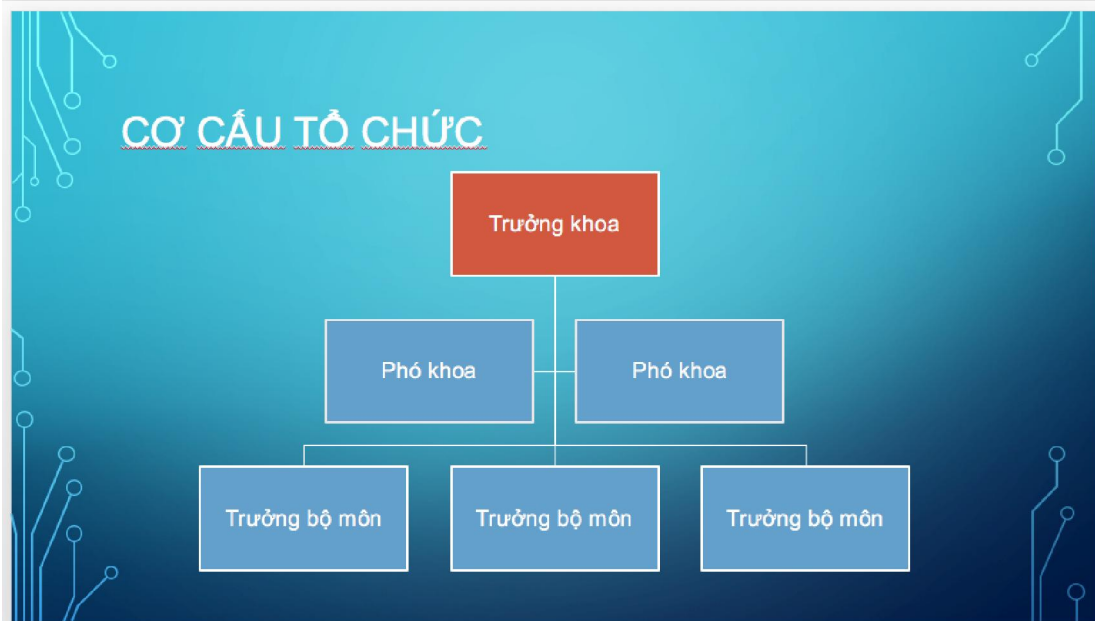 CƠ CẤU TỔ CHỨC
Trưởng khoa
Phó khoa
Phó khoa
Trưởng bộ môn
Trưởng bộ môn
Trưởng bộ môn